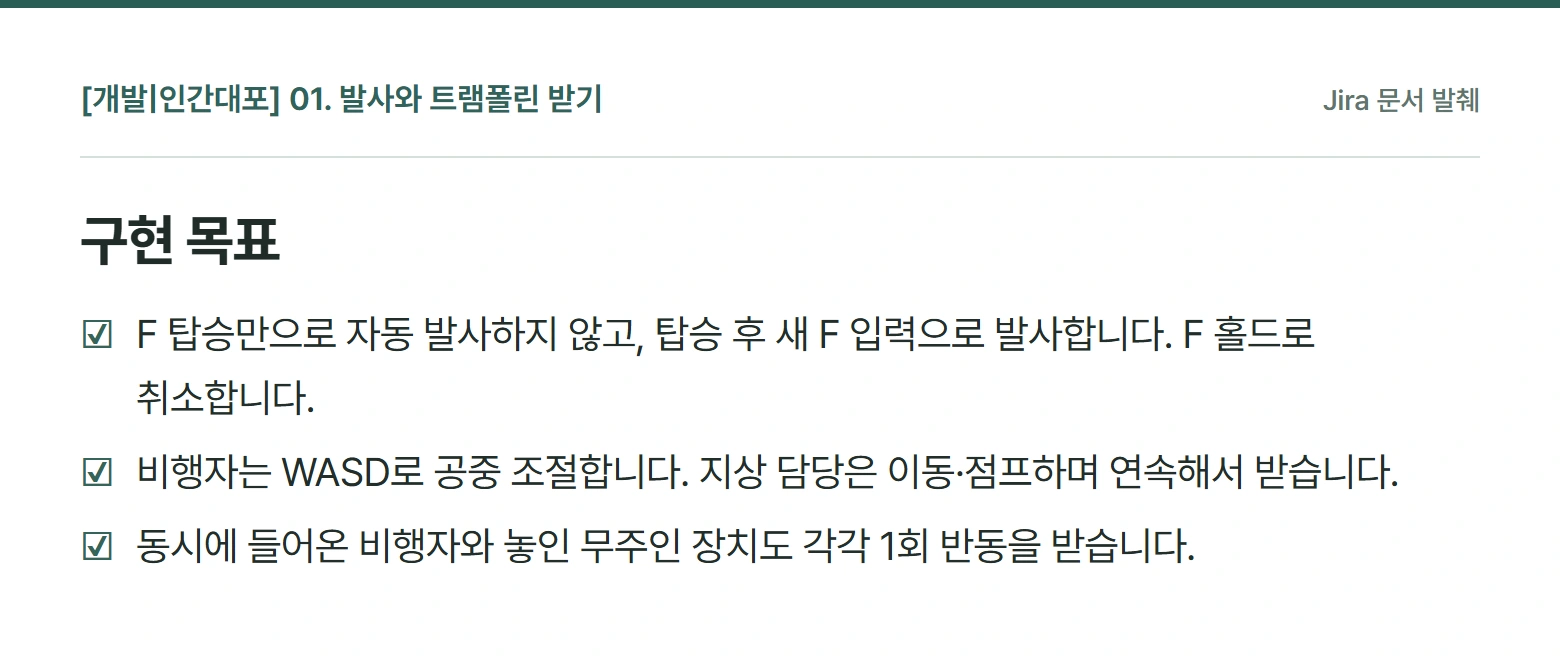 [개발|인간대포] 01. 발사와 트램폴린 받기
Jira 문서 발췌
구현 목표
☑ F 탑승만으로 자동 발사하지 않고, 탑승 후 새 F 입력으로 발사합니다. F 홀드로
취소합니다.
☑ 비행자는 WASD로 공중 조절합니다. 지상 담당은 이동·점프하며 연속해서 받습니다.
☑ 동시에 들어온 비행자와 놓인 무주인 장치도 각각 1회 반동을 받습니다.